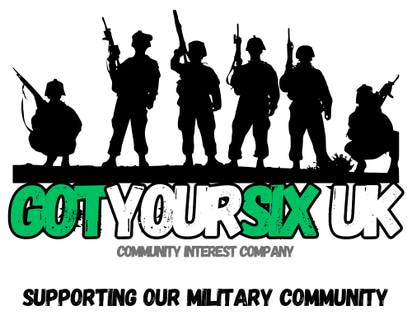 GOTYOURSIX UK
COMMUNITY INTEREST COMPANY
SUPPORTING OUR MILITARY COMMUNITY